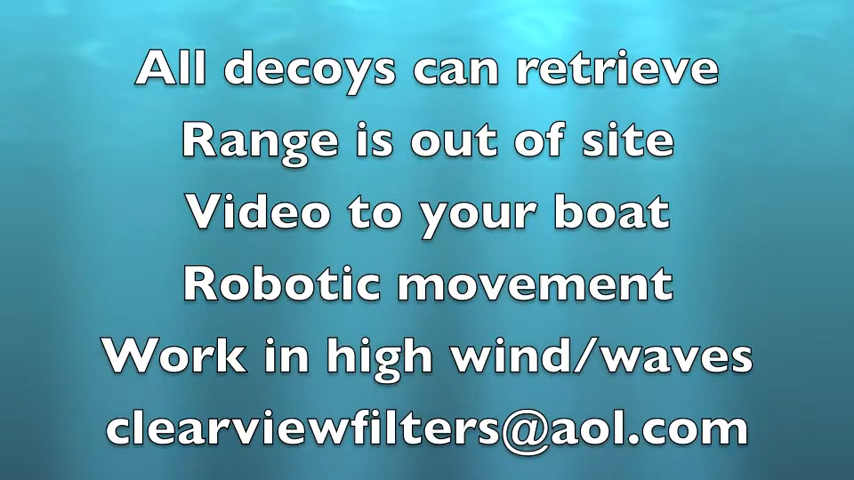 All decoys can retrieve
Range is out of site
Video to your boat
Robotic movement
Work in high wind/waves
clearviewfilters@aol.com